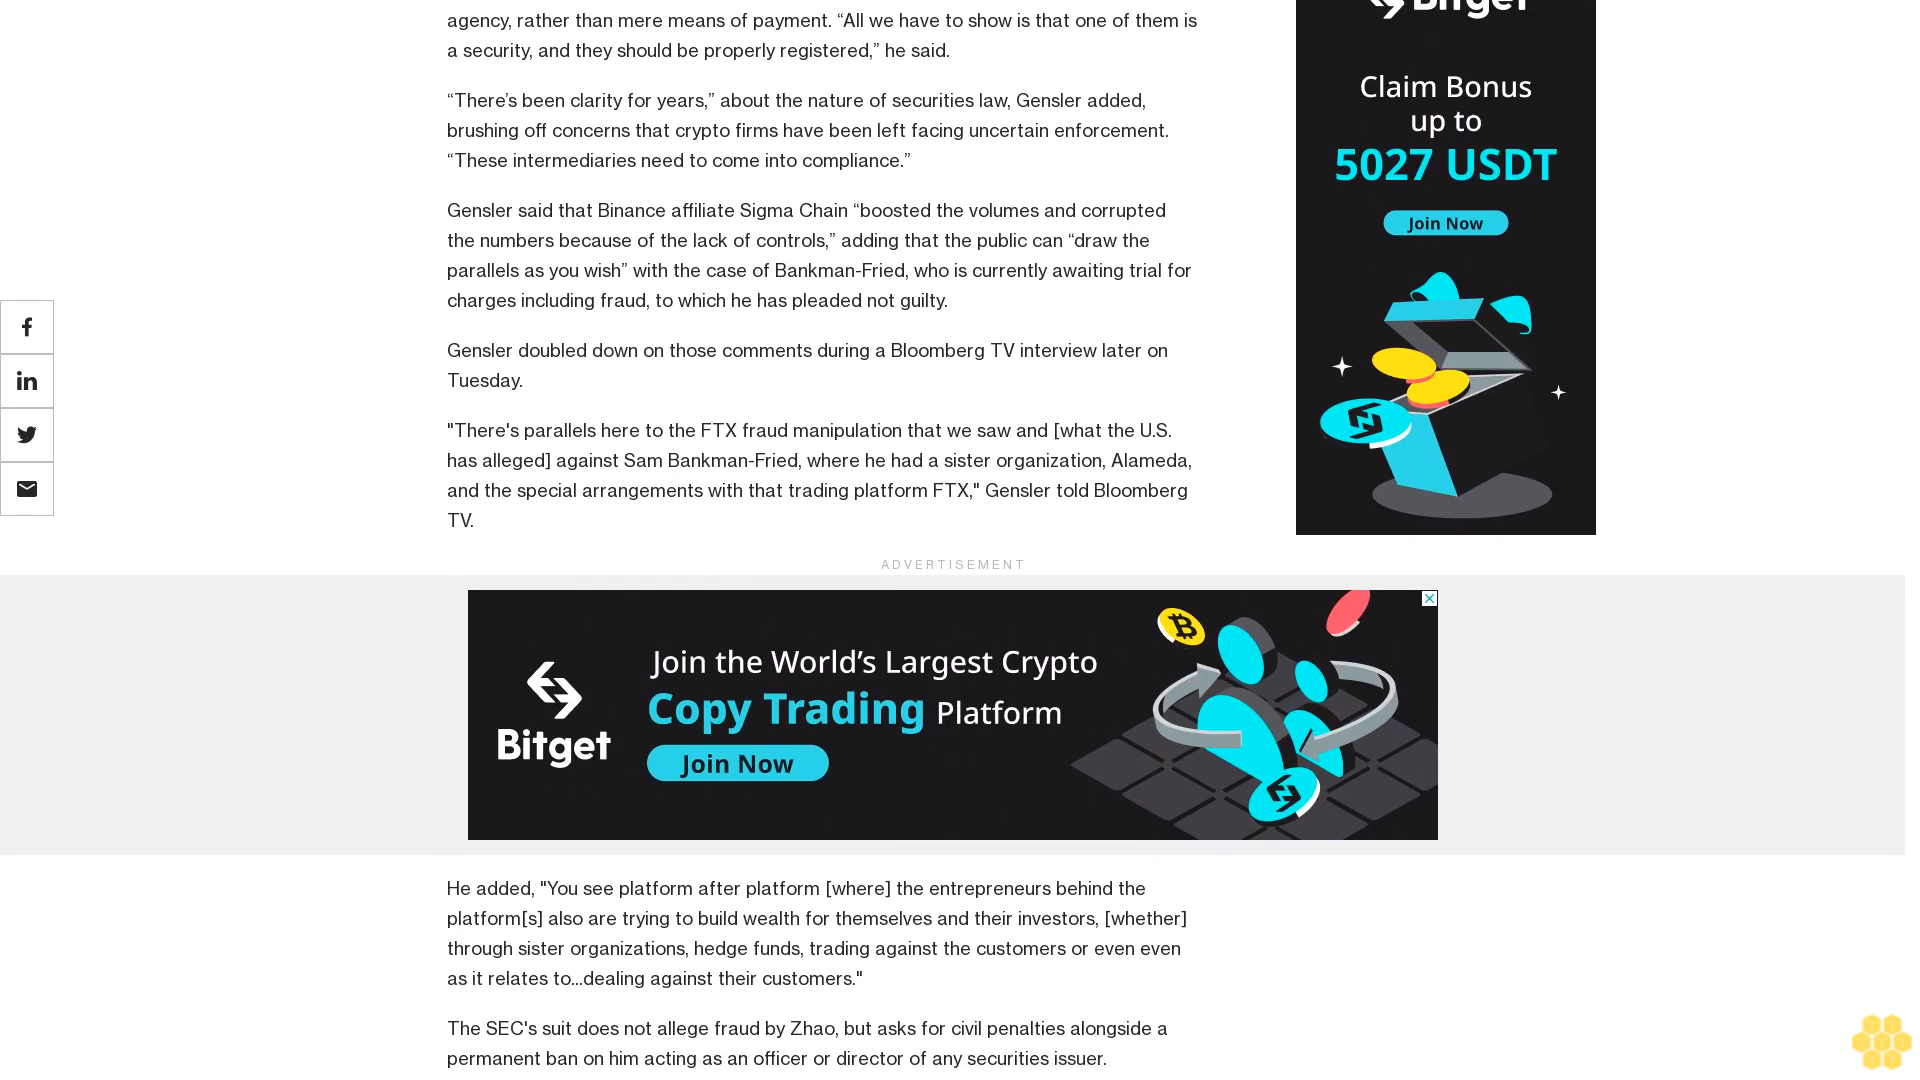 agency, rather than mere means of payment. “All we have to show is that one of them is
a security, and they should be properly registered,” he said.
“There’s been clarity for years,” about the nature of securities law, Gensler added,
brushing off concerns that crypto firms have been left facing uncertain enforcement.
“These intermediaries need to come into compliance.”
Gensler said that Binance affiliate Sigma Chain “boosted the volumes and corrupted
the numbers because of the lack of controls,” adding that the public can “draw the
parallels as you wish” with the case of Bankman-Fried, who is currently awaiting trial for
charges including fraud, to which he has pleaded not guilty.
Gensler doubled down on those comments during a Bloomberg TV interview later on
Tuesday.
"There's parallels here to the FTX fraud manipulation that we saw and [what the U.S.
has alleged] against Sam Bankman-Fried, where he had a sister organization, Alameda,
and the special arrangements with that trading platform FTX," Gensler told Bloomberg
TV.
Bitget
Claim Bonus
up to
5027 USDT
Join Now
ADVERTISEMENT
Bitget
Join the World’s Largest Crypto
Copy Trading Platform
Join Now
He added, "You see platform after platform [where] the entrepreneurs behind the
platform[s] also are trying to build wealth for themselves and their investors, [whether]
through sister organizations, hedge funds, trading against the customers or even even
as it relates to...dealing against their customers."
The SEC's suit does not allege fraud by Zhao, but asks for civil penalties alongside a
permanent ban on him acting as an officer or director of any securities issuer.